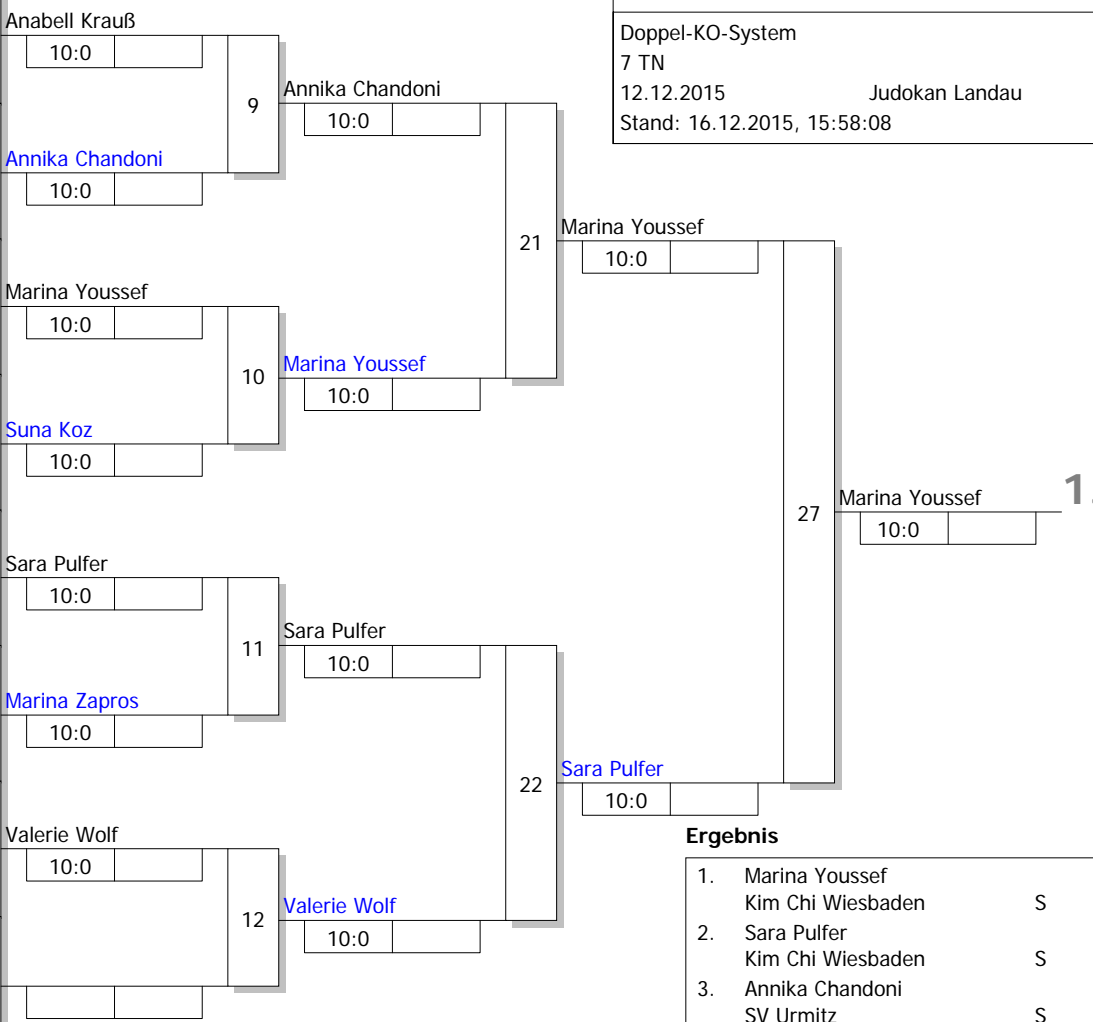 Anabell Krauß
10:0
9
Annika Chandoni
10:0
Annika Chandoni
10:0
Doppel-KO-System
7 TN
12.12.2015 Judokan Landau
Stand: 16.12.2015, 15:58:08
21
Marina Youssef
10:0
Marina Youssef
10:0
10
Marina Youssef
10:0
Suna Koz
10:0
27
Marina Youssef
10:0
1.
Sara Pulfer
10:0
11
Sara Pulfer
10:0
Marina Zapros
10:0
22
Sara Pulfer
10:0
Valerie Wolf
10:0
12
Valerie Wolf
10:0
Ergebnis
1. Marina Youssef
Kim Chi Wiesbaden S
2. Sara Pulfer
Kim Chi Wiesbaden S
3. Annika Chandoni
SV Urmitz S